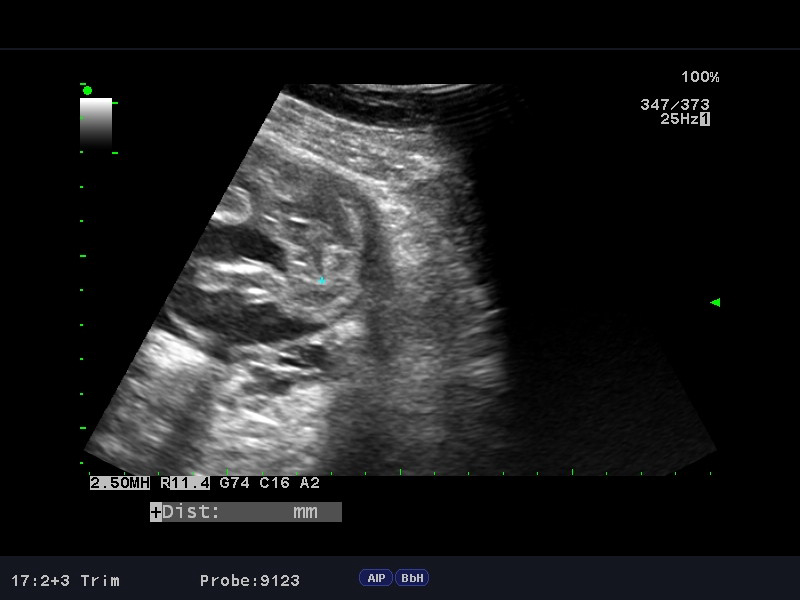 100%
347/373
25Hz1
2.50MH R11.4 G74 C16 A2
+Dist: mm
17:2+3 Trim Probe:9123 AIP BbH